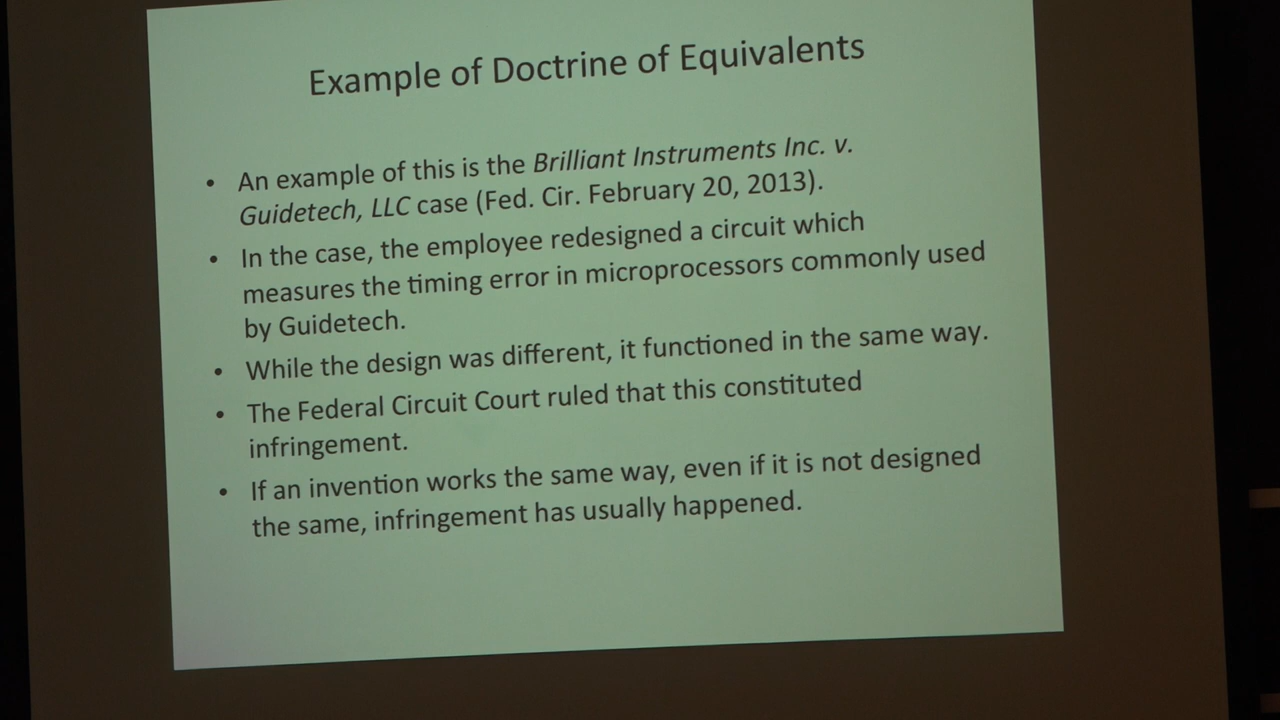 Example of Doctrine of Equivalents
• An example of this is the Brilliant Instruments Inc. v.
Guidetech, LLC case (Fed. Cir. February 20, 2013).
• In the case, the employee redesigned a circuit which
measures the timing error in microprocessors commonly used
by Guidetech.
• While the design was different, it functioned in the same way.
• The Federal Circuit Court ruled that this constituted
infringement.
• If an invention works the same way, even if it is not designed
the same, infringement has usually happened.